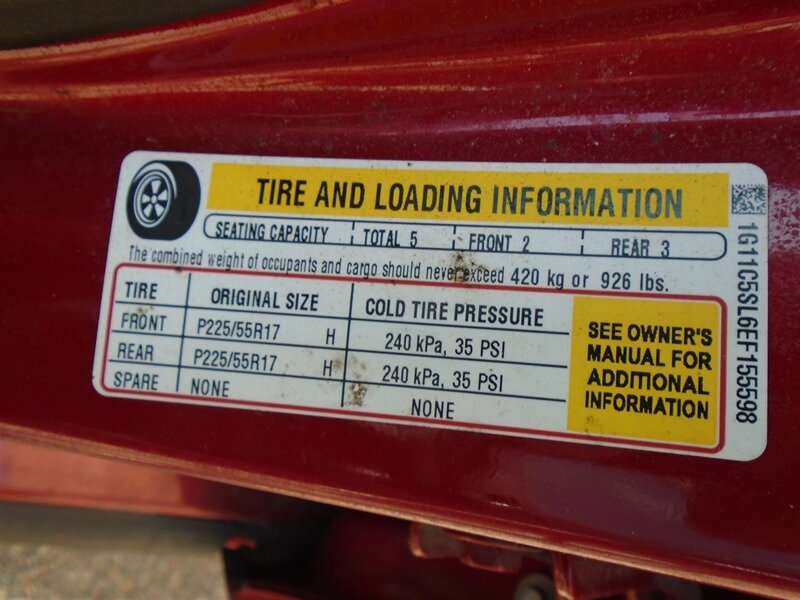 TIRE AND LOADING INFORMATION
SEATING CAPACITY TOTAL 5 FRONT 2 REAR 3
The combined weight of occupants and cargo should never exceed 420 kg or 926 lbs.
TIRE ORIGINAL SIZE COLD TIRE PRESSURE
FRONT P225/55R17 H 240 kPa, 35 PSI
REAR P225/55R17 H 240 kPa, 35 PSI
SPARE NONE NONE
SEE OWNER'S
MANUAL FOR
ADDITIONAL
INFORMATION
1G11C5SL6EF155598